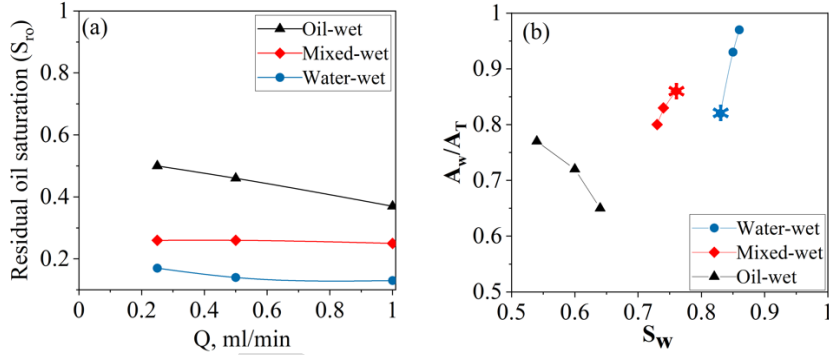 (a)
Oil-wet
Mixed-wet
Water-wet
Residual oil saturation (Sro)
1
0.8
0.6
0.4
0.2
0
0.2
0.4
0.6
0.8
1
Q, ml/min
(b)
Water-wet
Mixed-wet
Oil-wet
Aw/AT
1
0.9
0.8
0.7
0.6
0.5
0.5
0.6
0.7
0.8
0.9
1
Sw